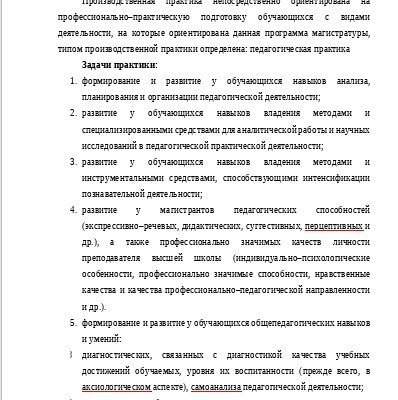 Производственная практика непосредственно ориентирована на
профессионально–практическую подготовку обучающихся с видами
деятельности, на которые ориентирована данная программа магистратуры,
типом производственной практики определена: педагогическая практика
Задачи практики:
1. формирование и развитие у обучающихся навыков анализа,
планирования и организации педагогической деятельности;
2. развитие у обучающихся навыков владения методами и
специализированными средствами для аналитической работы и научных
исследований в педагогической практической деятельности;
3. развитие у обучающихся навыков владения методами и
инструментальными средствами, способствующими интенсификации
познавательной деятельности;
4. развитие у магистрантов педагогических способностей
(экспрессивно–речевых, дидактических, суггестивных, перцептивных и
др.), а также профессионально значимых качеств личности
преподавателя высшей школы (индивидуально–психологические
особенности, профессионально значимые способности, нравственные
качества и качества профессионально–педагогической направленности
и др.).
5. формирование и развитие у обучающихся общепедагогических навыков
и умений:
диагностических, связанных с диагностикой качества учебных
достижений обучаемых, уровня их воспитанности (прежде всего, в
аксиологическом аспекте), самоанализа педагогической деятельности;